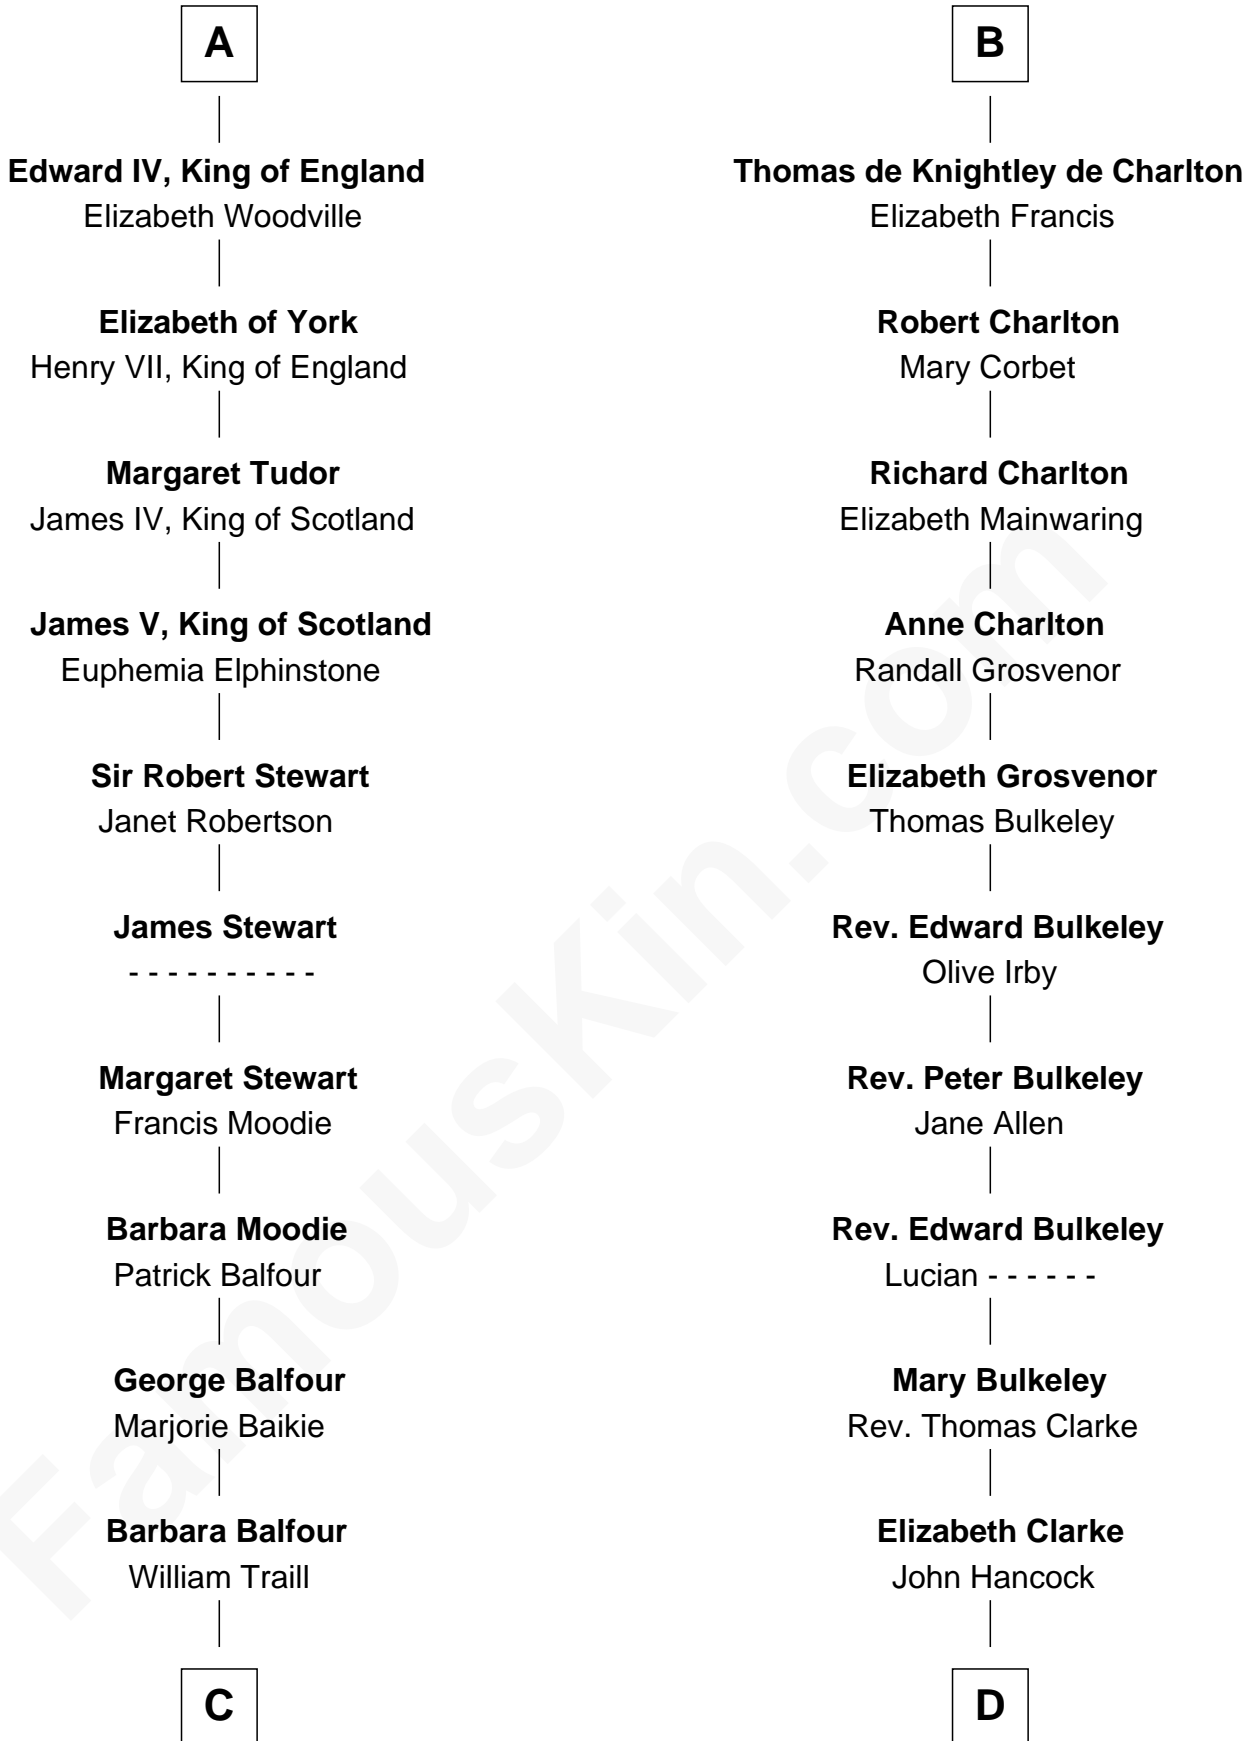 A
Edward IV, King of England
Elizabeth Woodville
Elizabeth of York
Henry VII, King of England
Margaret Tudor
James IV, King of Scotland
James V, King of Scotland
Euphemia Elphinstone
Sir Robert Stewart
Janet Robertson
James Stewart
- - - - - - - - - -
Margaret Stewart
Francis Moodie
Barbara Moodie
Patrick Balfour
George Balfour
Marjorie Baikie
Barbara Balfour
William Traill
C
B
Thomas de Knightley de Charlton
Elizabeth Francis
Robert Charlton
Mary Corbet
Richard Charlton
Elizabeth Mainwaring
Anne Charlton
Randall Grosvenor
Elizabeth Grosvenor
Thomas Bulkeley
Rev. Edward Bulkeley
Olive Irby
Rev. Peter Bulkeley
Jane Allen
Rev. Edward Bulkeley
Lucian - - - - - -
Mary Bulkeley
Rev. Thomas Clarke
Elizabeth Clarke
John Hancock
D
FamousKin.com